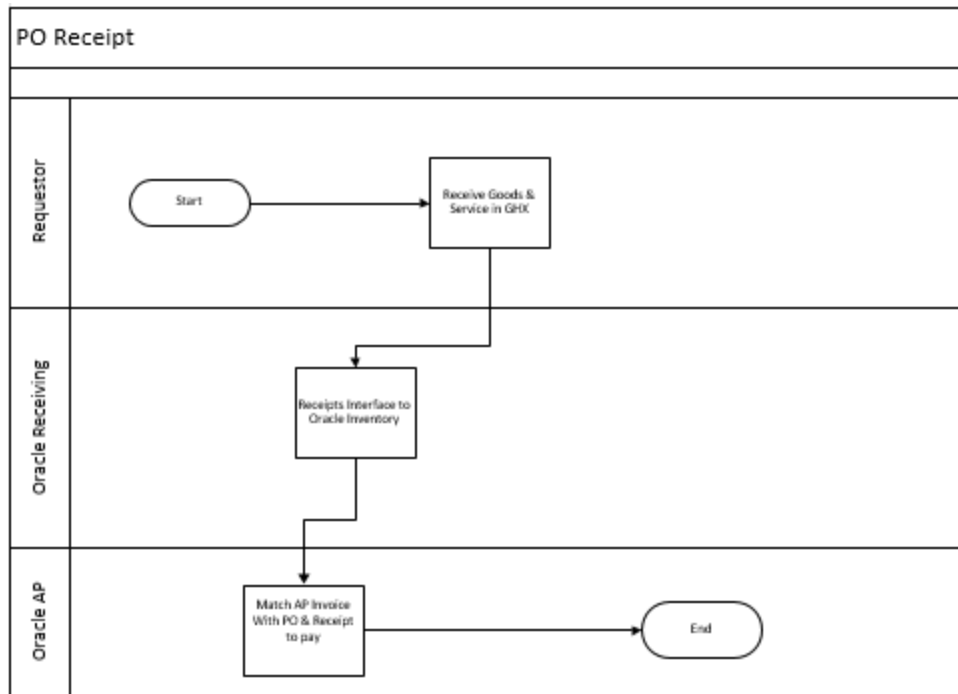 PO Receipt
Requestor
Start
Receive Goods &
Service in GHX
Oracle Receiving
Receipts Interface to
Oracle Inventory
Oracle AP
Match AP Invoice
With PO & Receipt
to pay
End